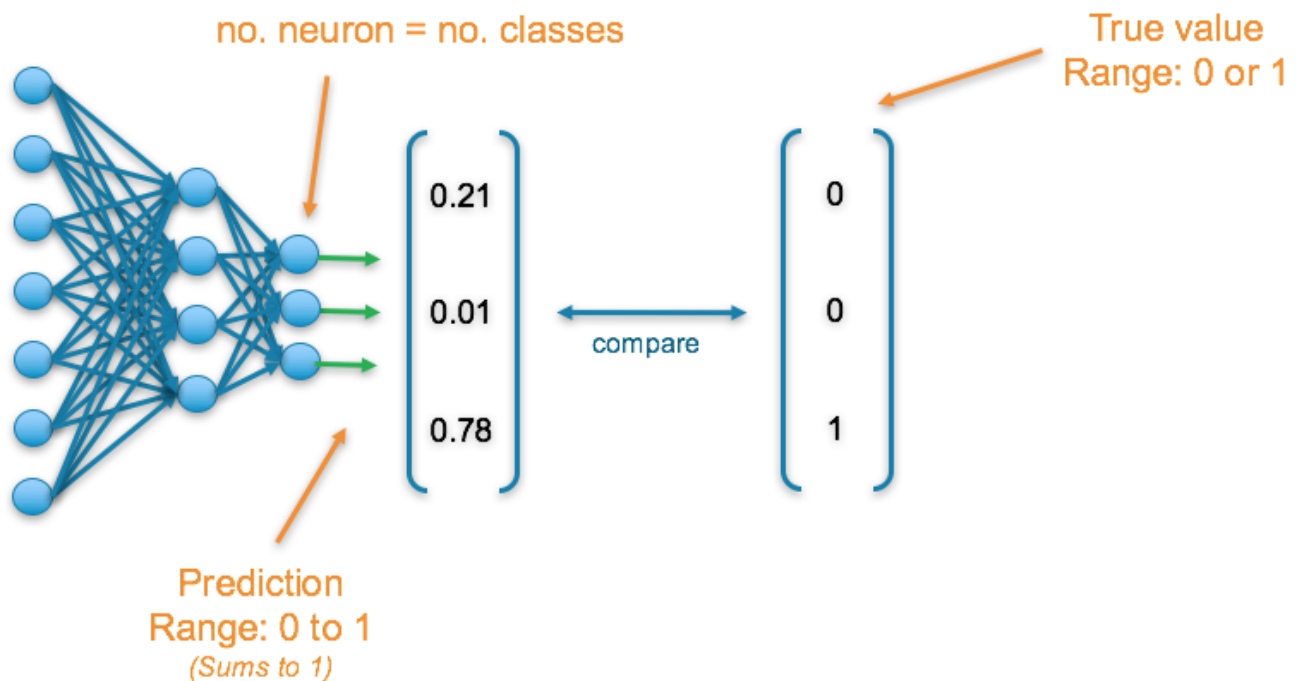 no. neuron = no. classes
True value
Range: 0 or 1
0.21
0
0.01
0
compare
0.78
1
Prediction
Range: 0 to 1
(Sums to 1)